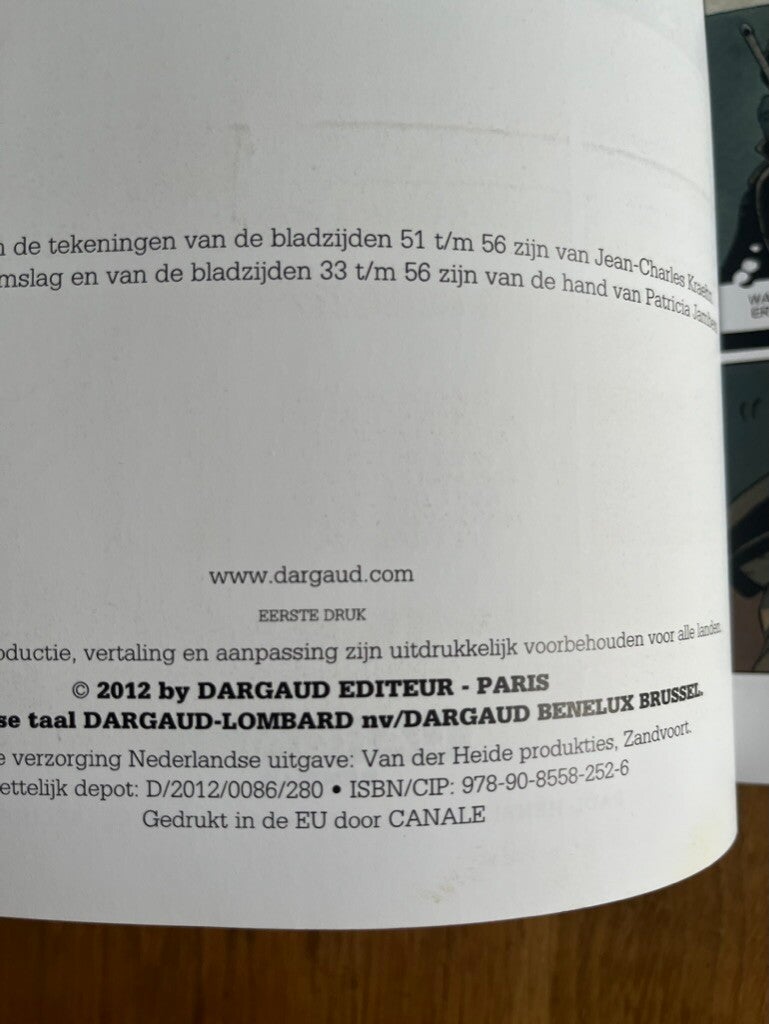 de tekeningen van de bladzijden 51 t/m 56 zijn van Jean-Charles Kraehn
mslag en van de bladzijden 33 t/m 56 zijn van de hand van Patricia
www.dargaud.com
EERSTE DRUK
oductie, vertaling en aanpassing zijn uitdrukkelijk voorbehouden voor alle landen.
© 2012 by DARGAUD EDITEUR - PARIS
se taal DARGAUD-LOMBARD nv/DARGAUD BENELUX BRUSSEL.
e verzorging Nederlandse uitgave: Van der Heide produkties, Zandvoort.
ettelijk depot: D/2012/0086/280 • ISBN/CIP: 978-90-8558-252-6
Gedrukt in de EU door CANALE
WA